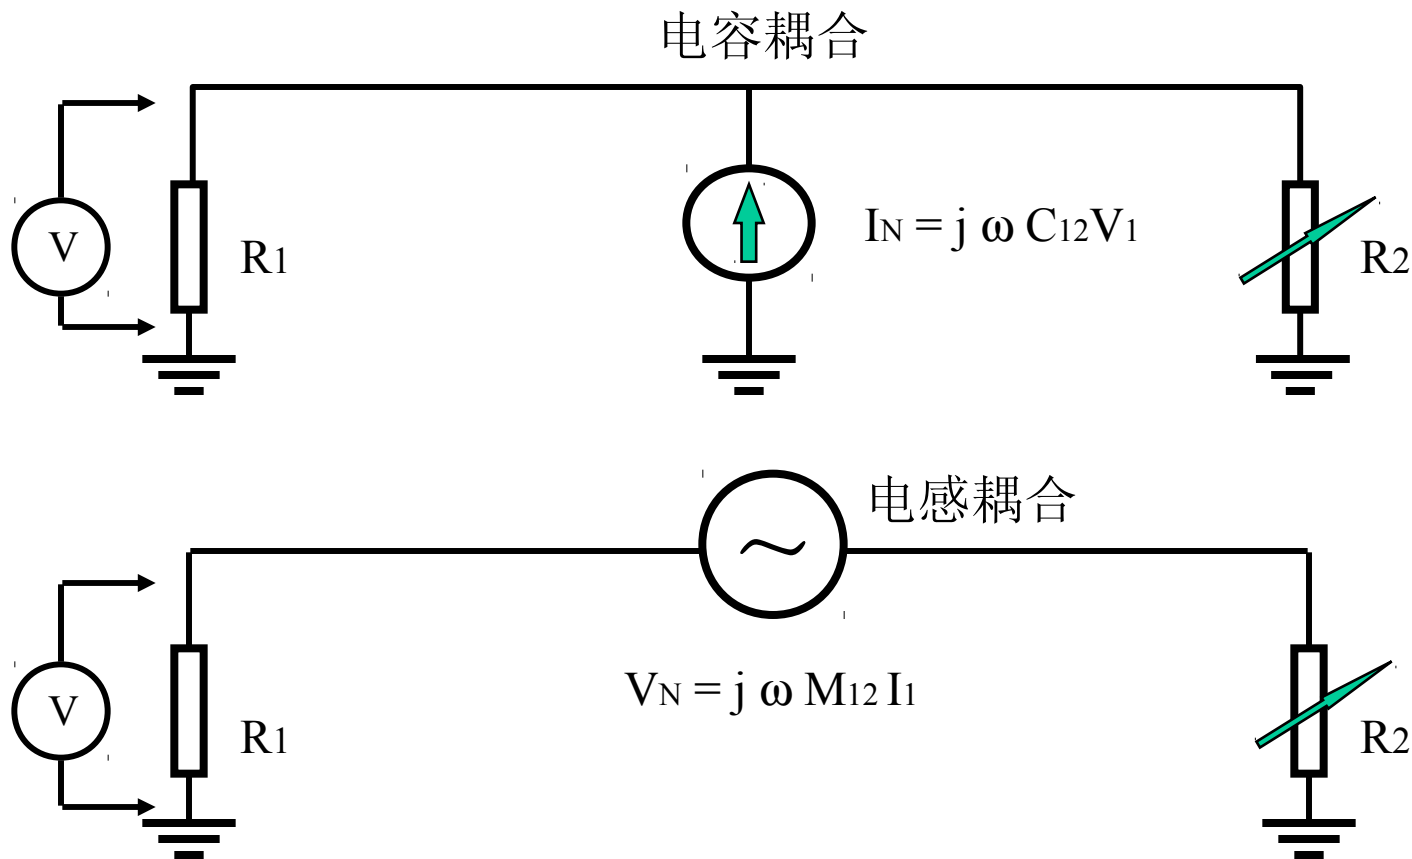 电容耦合
V
R1
IN = j ω C12V1
R2
电感耦合
V
R1
VN = j ω M12 I1
R2